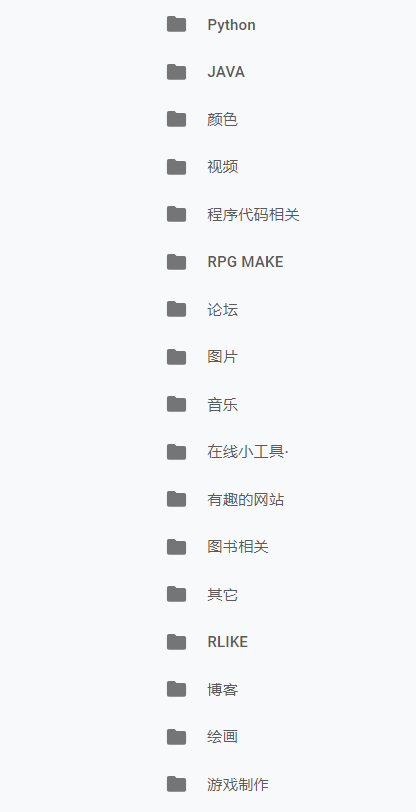 Python
JAVA
颜色
视频
程序代码相关
RPG MAKE
论坛
图片
音乐
在线小工具·
有趣的网站
图书相关
其它
RLIKE
博客
绘画
游戏制作